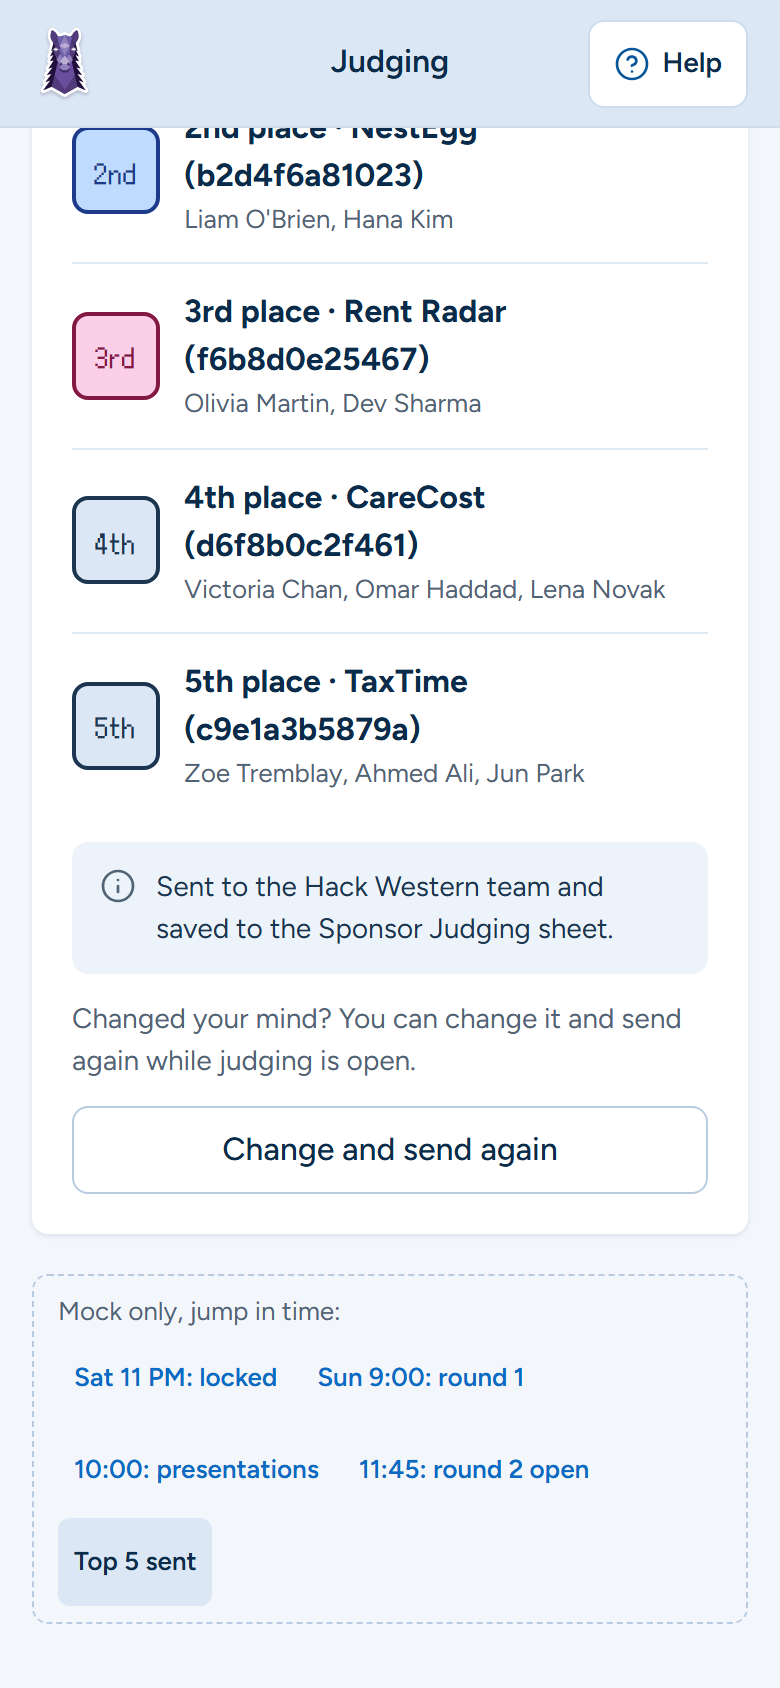 Judging
Help
2nd place · NestEgg
2nd
(b2d4f6a81023)
Liam O'Brien, Hana Kim
3rd place · Rent Radar
3rd
(f6b8d0e25467)
Olivia Martin, Dev Sharma
4th place · CareCost
4th
(d6f8b0c2f461)
Victoria Chan, Omar Haddad, Lena Novak
5th place · TaxTime
5th
(c9e1a3b5879a)
Zoe Tremblay, Ahmed Ali, Jun Park
Sent to the Hack Western team and
saved to the Sponsor Judging sheet.
Changed your mind? You can change it and send
again while judging is open.
Change and send again
Mock only, jump in time:
Sat 11 PM: locked
Sun 9:00: round 1
10:00: presentations
11:45: round 2 open
Top 5 sent